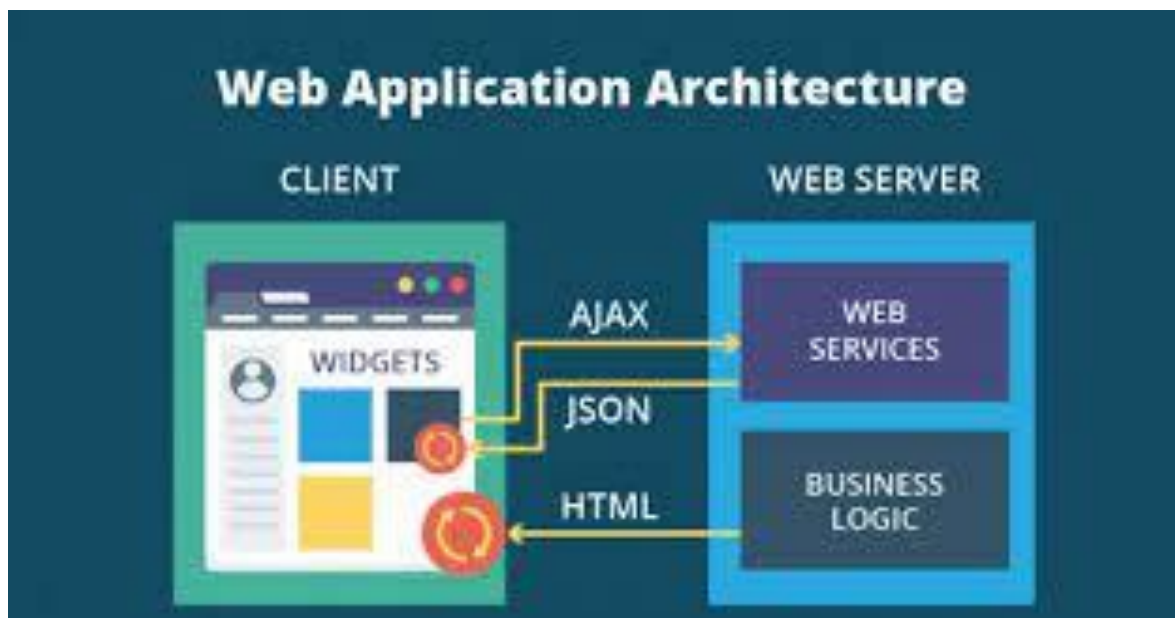 Web Application Architecture
CLIENT
WEB SERVER
WIDGETS
AJAX
JSON
HTML
WEB
SERVICES
BUSINESS
LOGIC